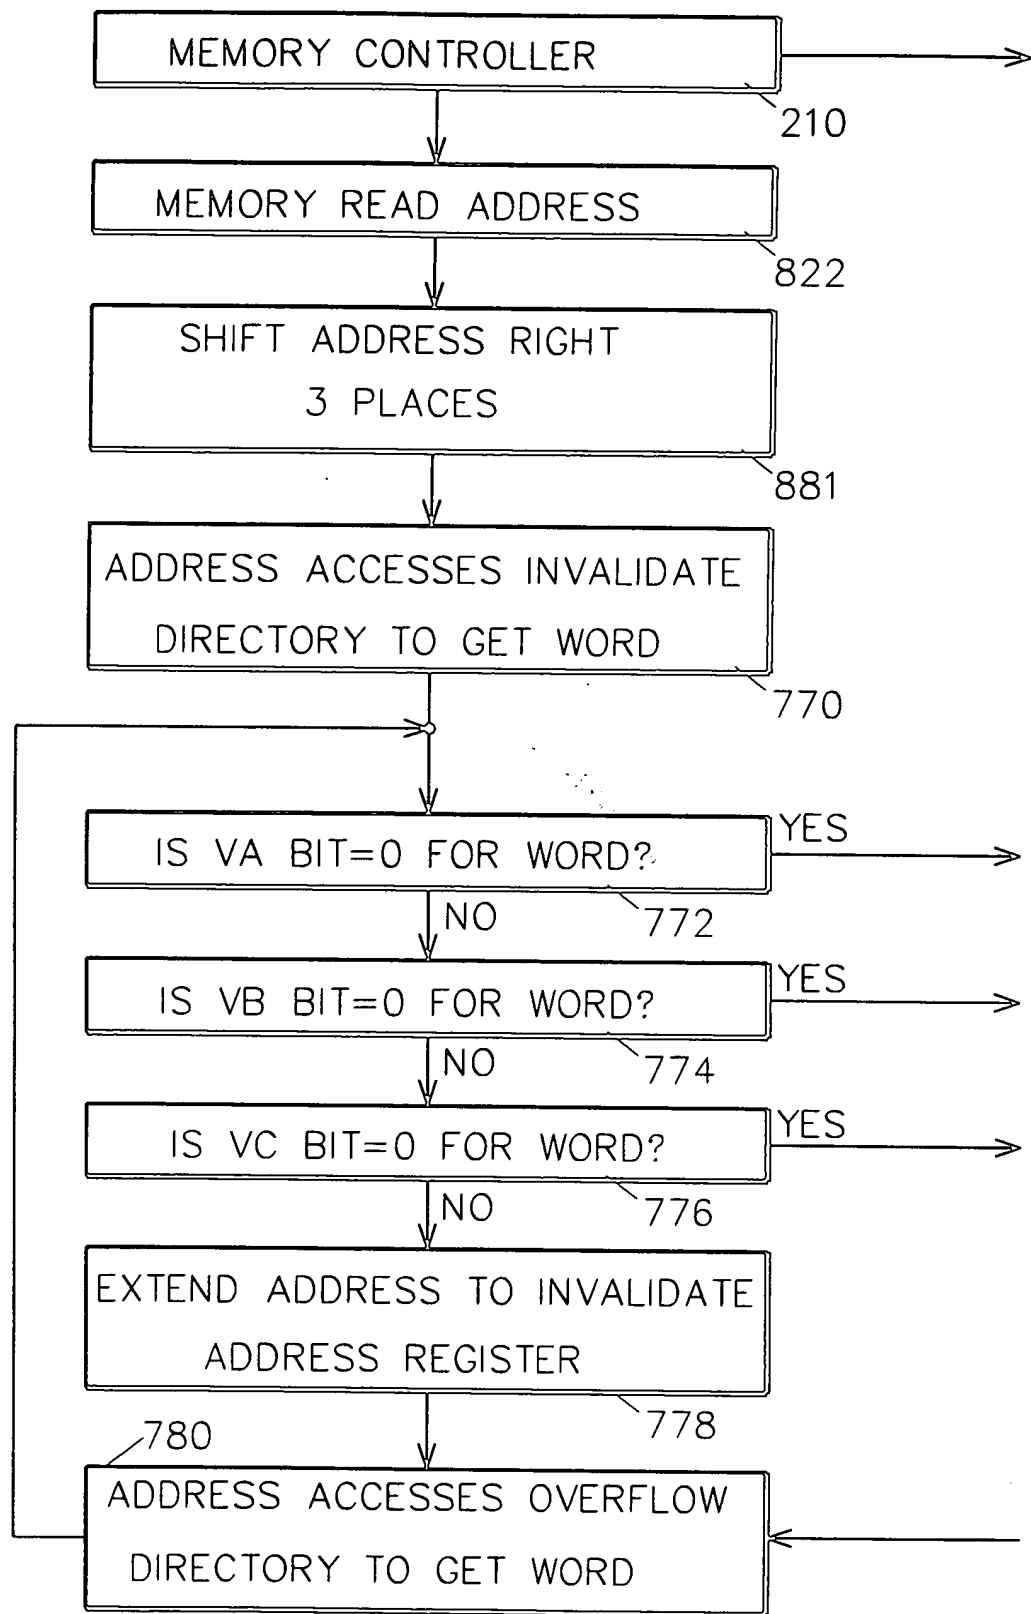 MEMORY CONTROLLER
210
MEMORY READ ADDRESS
822
SHIFT ADDRESS RIGHT
3 PLACES
881
ADDRESS ACCESSES INVALIDATE
DIRECTORY TO GET WORD
770
IS VA BIT=0 FOR WORD?
YES
772
NO
IS VB BIT=0 FOR WORD?
YES
774
NO
IS VC BIT=0 FOR WORD?
YES
776
NO
EXTEND ADDRESS TO INVALIDATE
ADDRESS REGISTER
778
780
ADDRESS ACCESSES OVERFLOW
DIRECTORY TO GET WORD